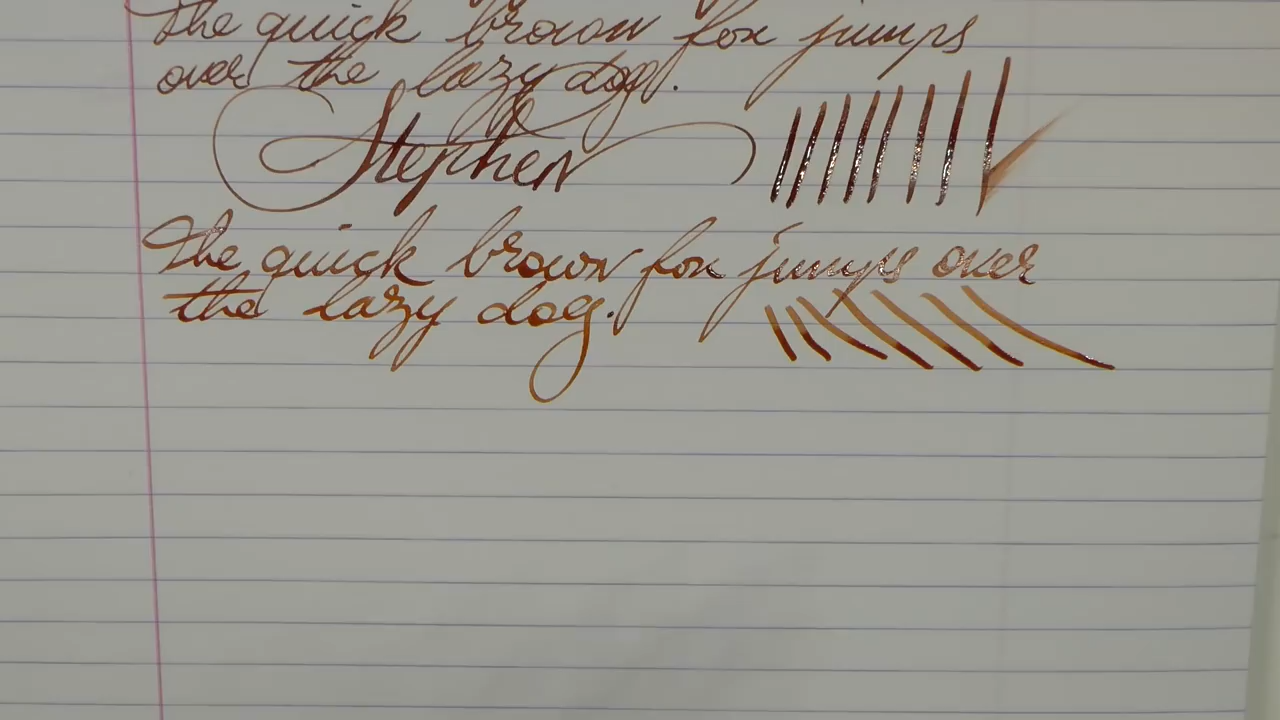 The quick brown fox jumps
over the lazy dog.
Stephen
The quick brown fox jumps over
the lazy dog.